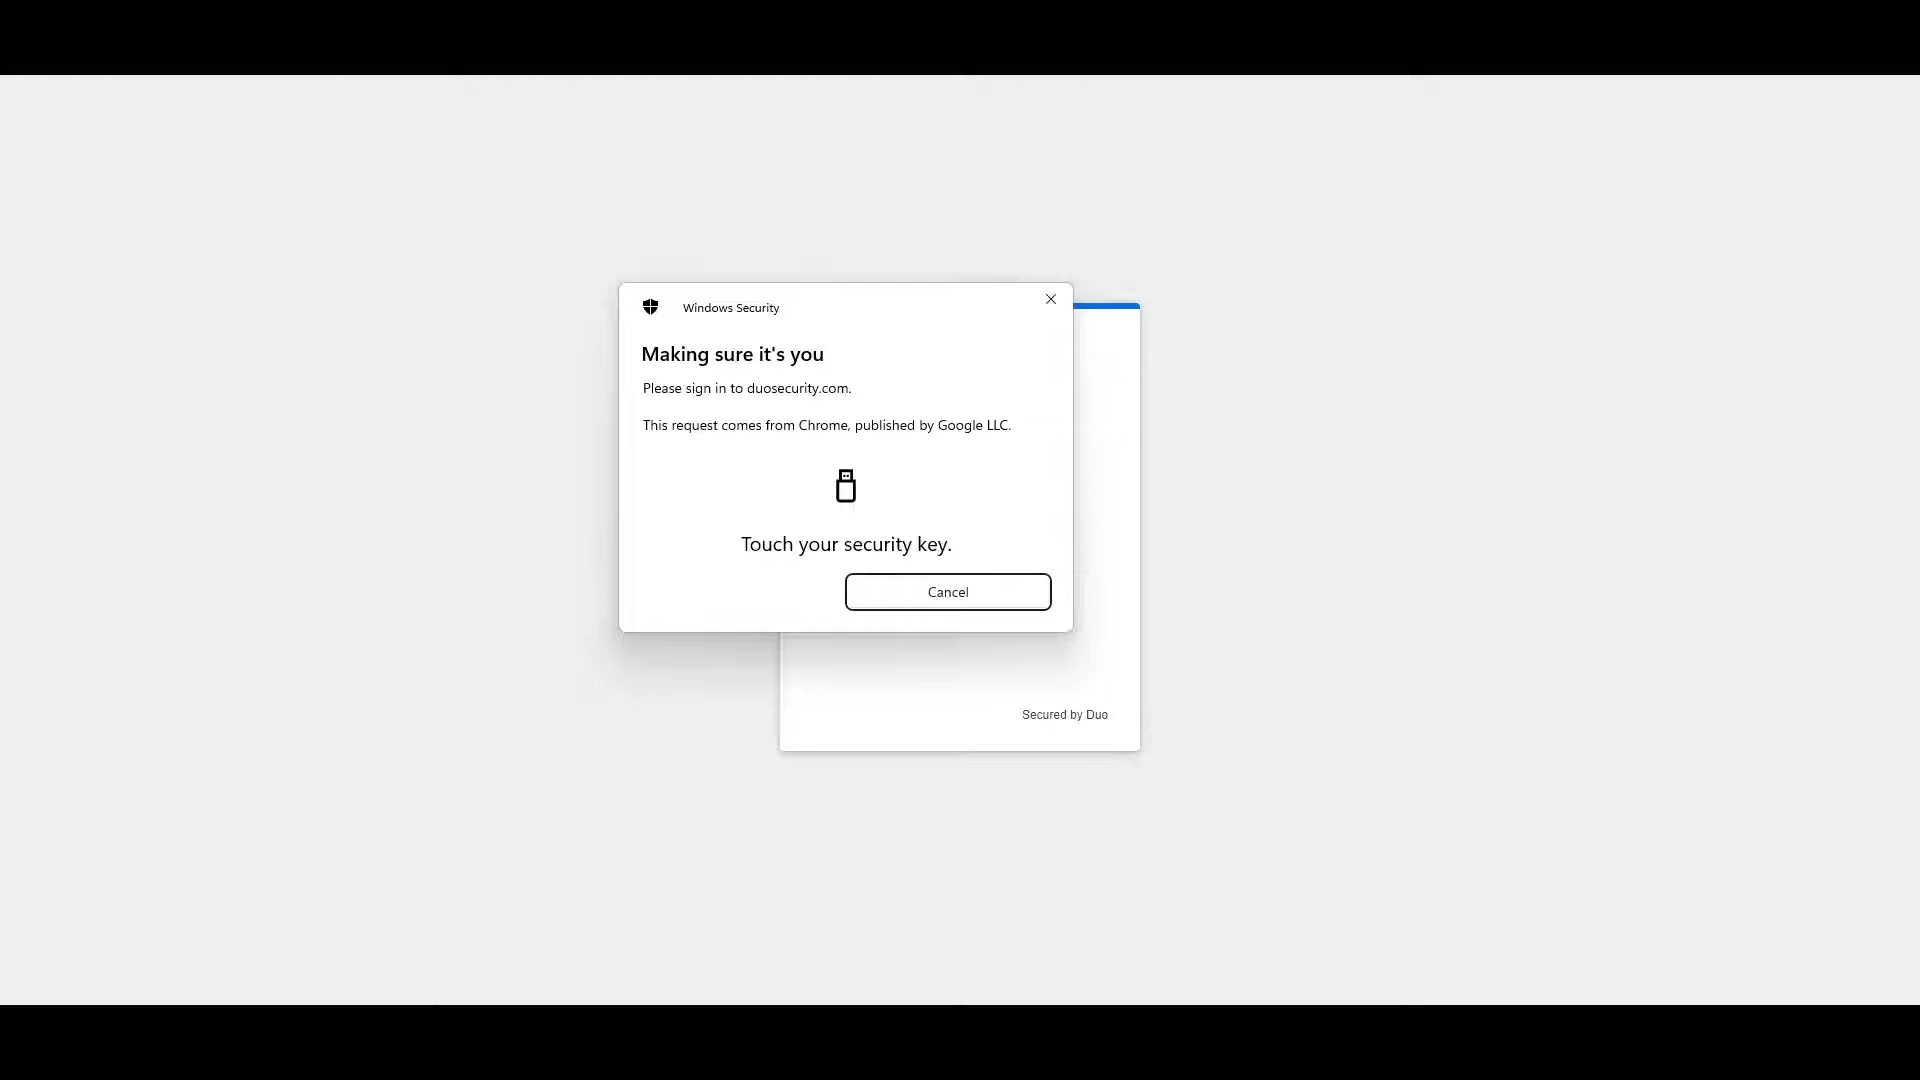 Windows Security
Making sure it's you
Please sign in to duosecurity.com.
This request comes from Chrome, published by Google LLC.
Touch your security key.
Cancel
Secured by Duo